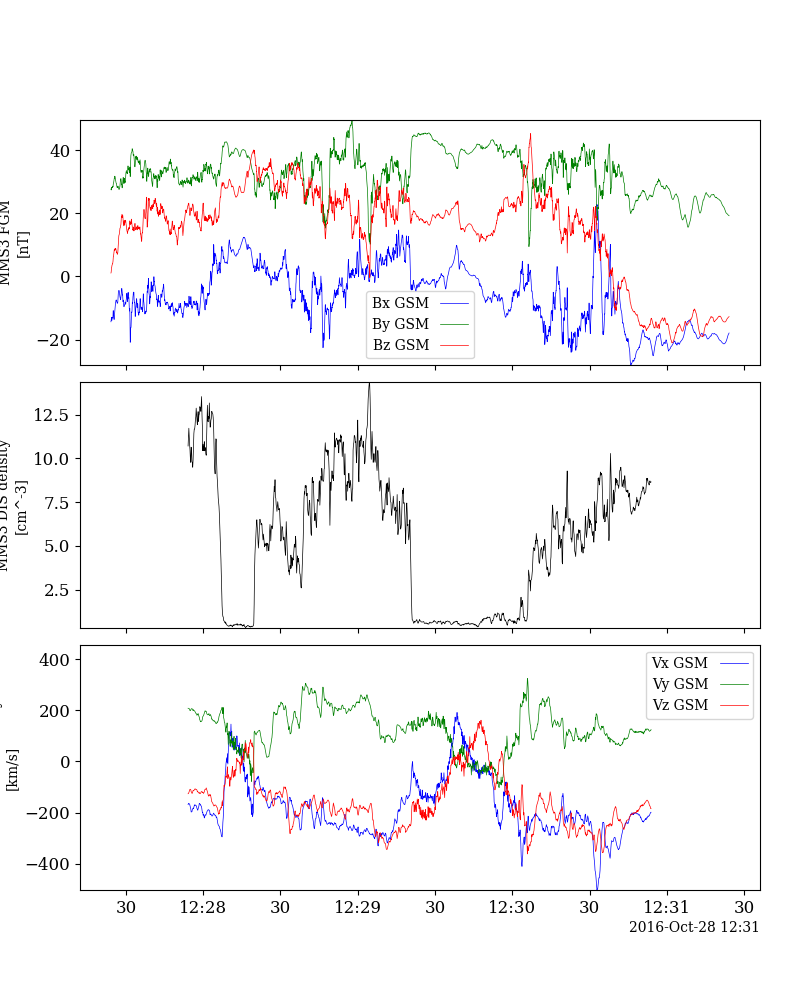 MMS3 FGM
[nT]
40
20
0
−20
Bx GSM
By GSM
Bz GSM
MMS3 DIS density
[cm^-3]
12.5
10.0
7.5
5.0
2.5
[km/s]
400
200
0
−200
−400
Vx GSM
Vy GSM
Vz GSM
30 12:28 30 12:29 30 12:30 30 12:31 30
2016-Oct-28 12:31